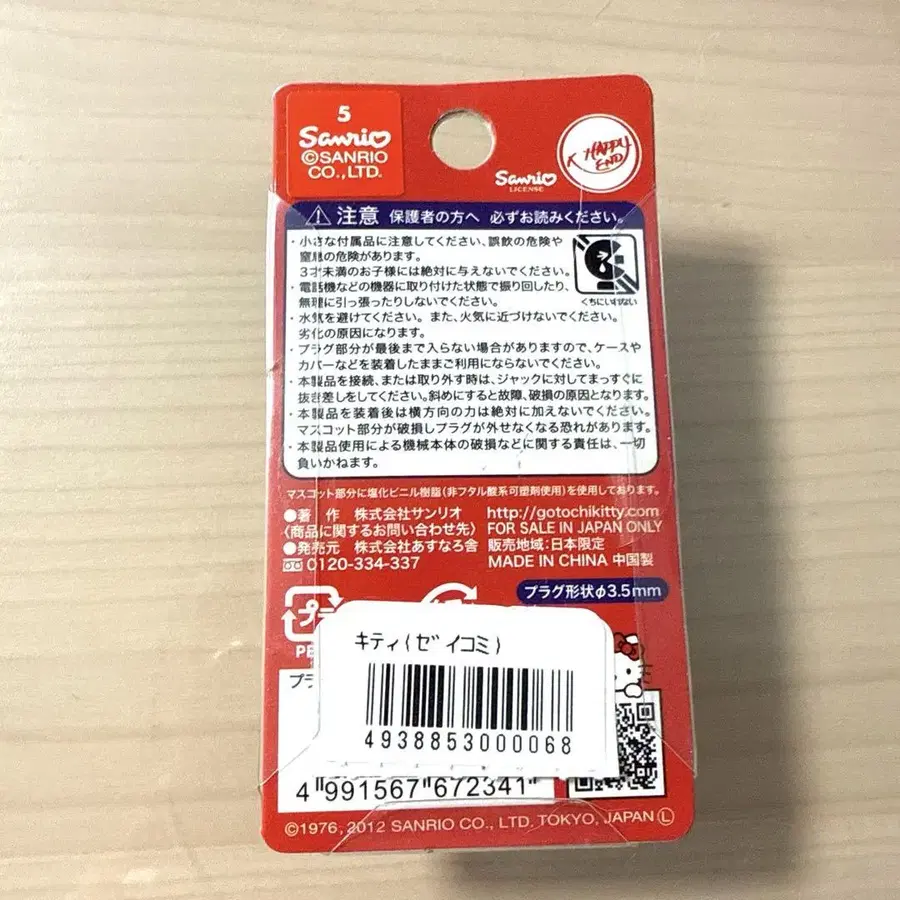 5
Sanrio
©SANRIO
CO.,LTD.
Sanrio
LICENSE
HAPPY
END
注意 保護者の方へ 必ずお読みください。
・小さな付属品に注意してください、誤飲の危険や
窒息の危険があります。
3才未満のお子様には絶対に与えないでください。
・電話機などの機器に取り付けた状態で振り回したり、
無理に引っ張ったりしないでください。
くちにいれない
・水気を避けてください。また、火気に近づけないでください。
劣化の原因になります。
・プラグ部分が最後まで入らない場合がありますので、ケースや
カバーなどを装着したままご利用にならないでください。
・本製品を接続、または取り外す時は、ジャックに対してまっすぐに
抜き差しをしてください。斜めにすると故障、破損の原因となります。
・本製品を装着後は横方向の力は絶対に加えないでください。
マスコット部分が破損しプラグが外せなくなる恐れがあります。
・本製品使用による機械本体の破損などに関する責任は、一切
負いかねます。
マスコット部分に塩化ビニル樹脂(非フタル酸系可塑剤使用)を使用しております。
●著 作 株式会社サンリオ
〈商品に関するお問い合わせ先〉
●発売元 株式会社あすなろ舎
0120-334-337
http://gotochikitty.com
FOR SALE IN JAPAN ONLY
販売地域:日本限定
MADE IN CHINA 中国製
プラグ形状φ3.5mm
プラ
PE
プラ
キティ(ゼイコミ)
4938853000068
4 991567 672341
©1976, 2012 SANRIO CO., LTD. TOKYO, JAPAN Ⓛ